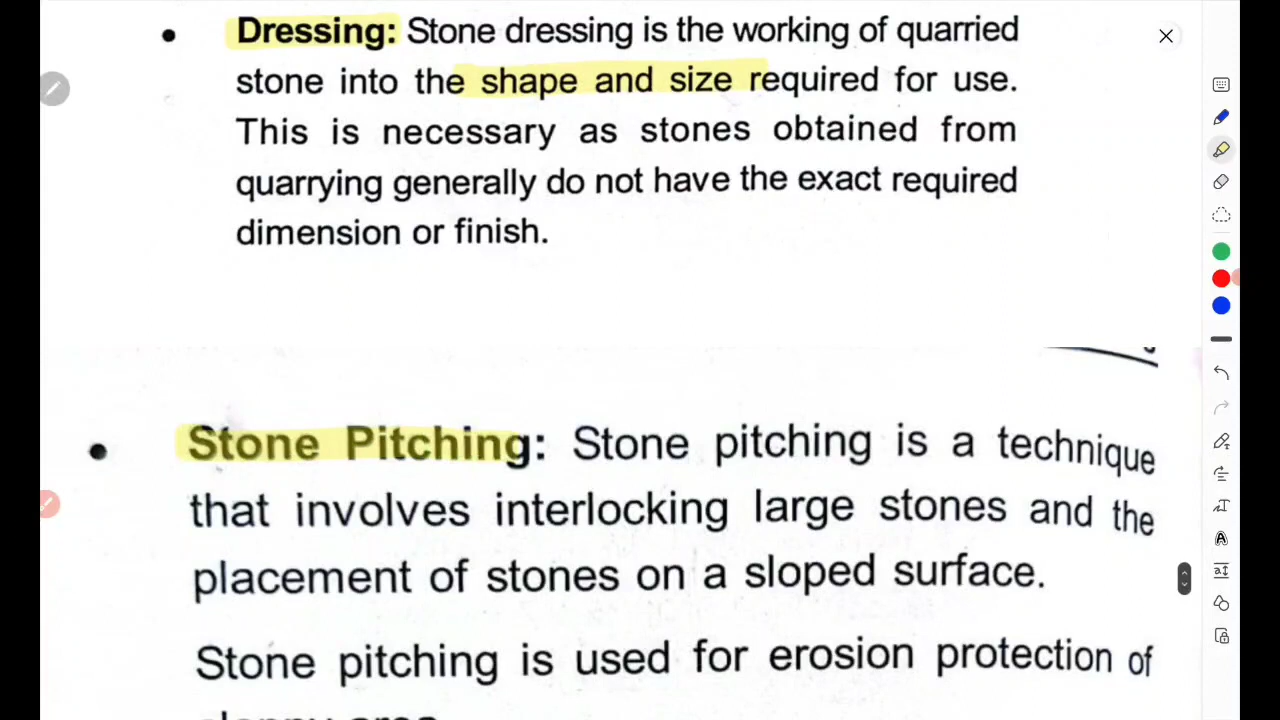 Dressing: Stone dressing is the working of quarried
stone into the shape and size required for use.
This is necessary as stones obtained from
quarrying generally do not have the exact required
dimension or finish.
Stone Pitching: Stone pitching is a technique
that involves interlocking large stones and the
placement of stones on a sloped surface.
Stone pitching is used for erosion protection of